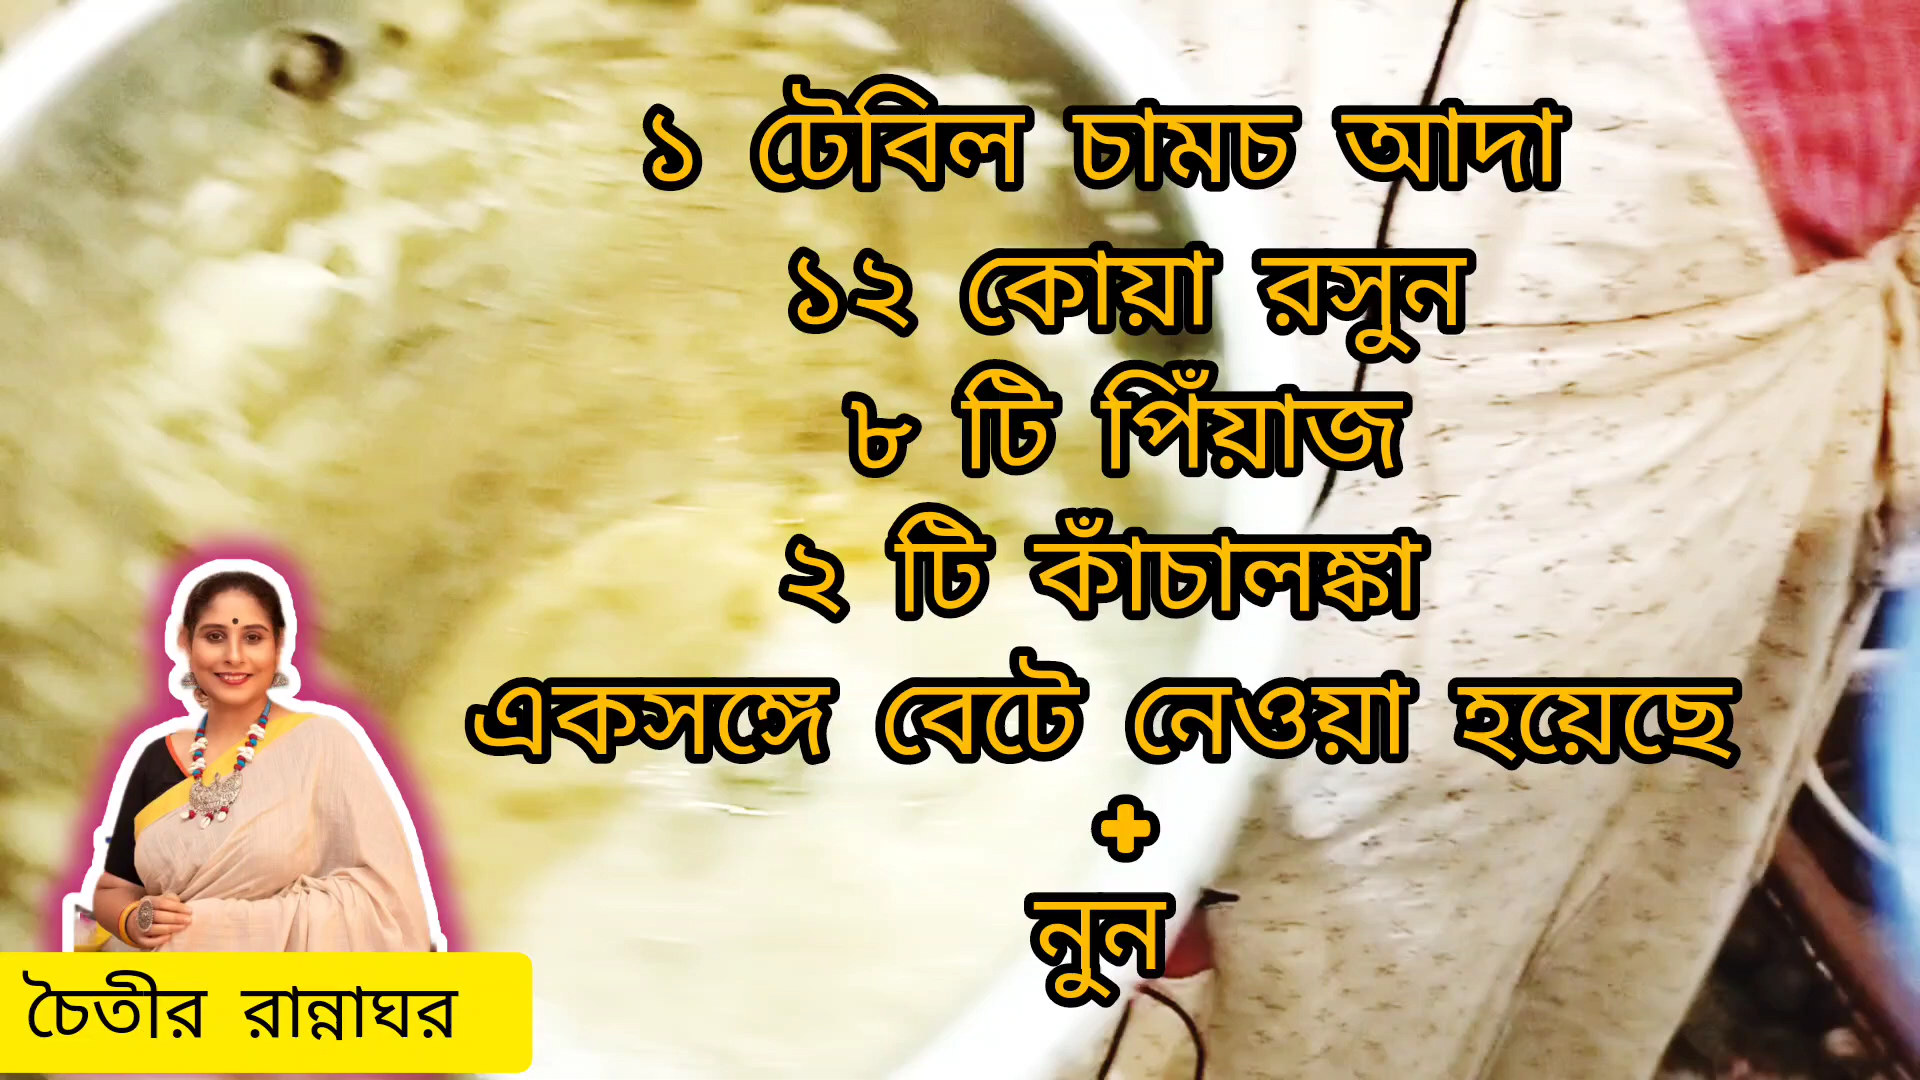 ১ টেবিল চামচ আদা
১২ কোয়া রসুন
৮ টি পিঁয়াজ
২ টি কাঁচালঙ্কা
একসঙ্গে বেটে নেওয়া হয়েছে
+
নুন
চৈতীর রান্নাঘর